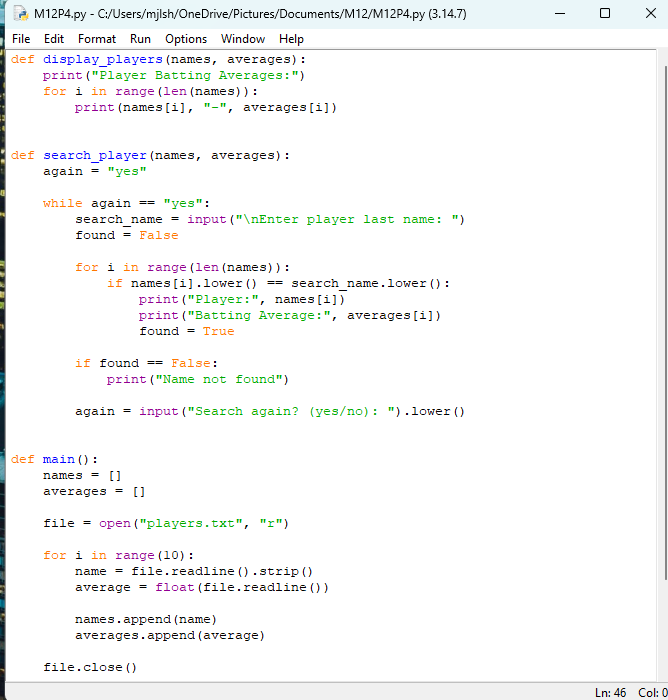 M12P4.py - C:/Users/mjlsh/OneDrive/Pictures/Documents/M12/M12P4.py (3.14.7)
File Edit Format Run Options Window Help
def display_players(names, averages):
    print("Player Batting Averages:")
    for i in range(len(names)):
        print(names[i], "-", averages[i])
def search_player(names, averages):
    again = "yes"
    while again == "yes":
        search_name = input("\nEnter player last name: ")
        found = False
        for i in range(len(names)):
            if names[i].lower() == search_name.lower():
                print("Player:", names[i])
                print("Batting Average:", averages[i])
                found = True
        if found == False:
            print("Name not found")
        again = input("Search again? (yes/no): ").lower()
def main():
    names = []
    averages = []
    file = open("players.txt", "r")
    for i in range(10):
        name = file.readline().strip()
        average = float(file.readline())
        names.append(name)
        averages.append(average)
    file.close()
Ln: 46 Col: 0